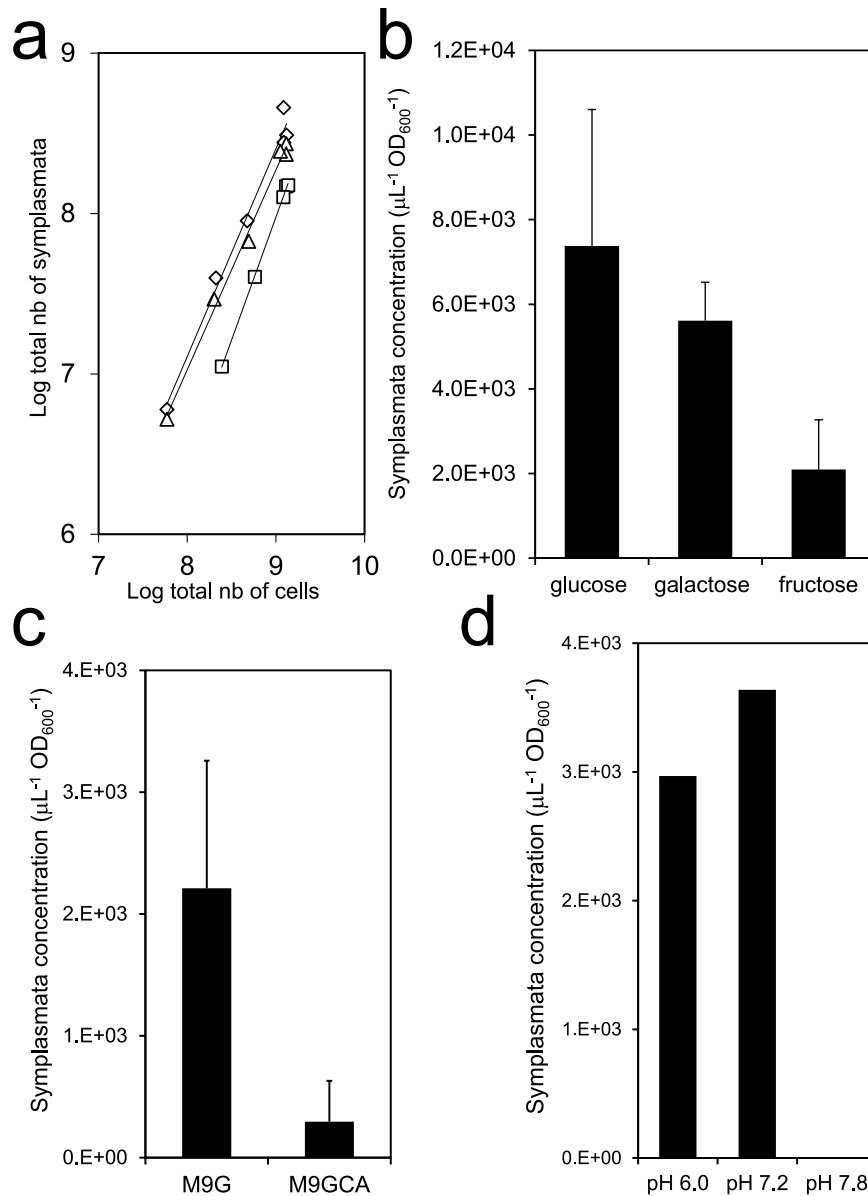 a
9
8
7
6
7
8
9
10
Log total nb of symplasmata
Log total nb of cells
b
1.2E+04
1.0E+04
8.0E+03
6.0E+03
4.0E+03
2.0E+03
0.0E+00
Symplasmata concentration (µL-1 OD600-1)
glucose
galactose
fructose
c
4.E+03
3.E+03
2.E+03
1.E+03
0.E+00
Symplasmata concentration (µL-1 OD600-1)
M9G
M9GCA
d
4.E+03
3.E+03
2.E+03
1.E+03
0.E+00
Symplasmata concentration (µL-1 OD600-1)
pH 6.0
pH 7.2
pH 7.8